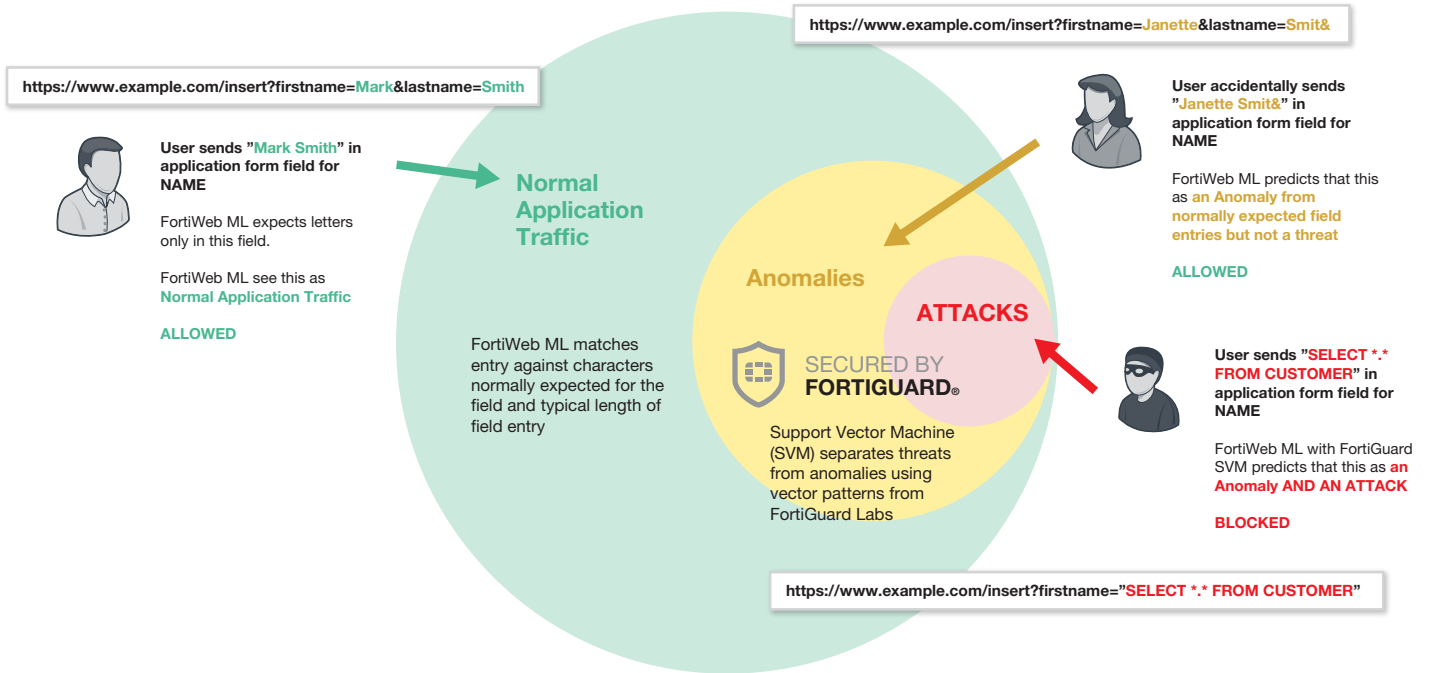 https://www.example.com/insert?firstname=Janette&lastname=Smit&
https://www.example.com/insert?firstname=Mark&lastname=Smith
User sends ”Mark Smith” in
application form field for
NAME
FortiWeb ML expects letters
only in this field.
FortiWeb ML see this as
Normal Application Traffic
ALLOWED
Normal
Application
Traffic
FortiWeb ML matches
entry against characters
normally expected for the
field and typical length of
field entry
Anomalies
ATTACKS
SECURED BY
FORTIGUARD®
Support Vector Machine
(SVM) separates threats
from anomalies using
vector patterns from
FortiGuard Labs
User accidentally sends
”Janette Smit&” in
application form field for
NAME
FortiWeb ML predicts that this
as an Anomaly from
normally expected field
entries but not a threat
ALLOWED
User sends ”SELECT *.*
FROM CUSTOMER” in
application form field for
NAME
FortiWeb ML with FortiGuard
SVM predicts that this as an
Anomaly AND AN ATTACK
BLOCKED
https://www.example.com/insert?firstname=”SELECT *.* FROM CUSTOMER”